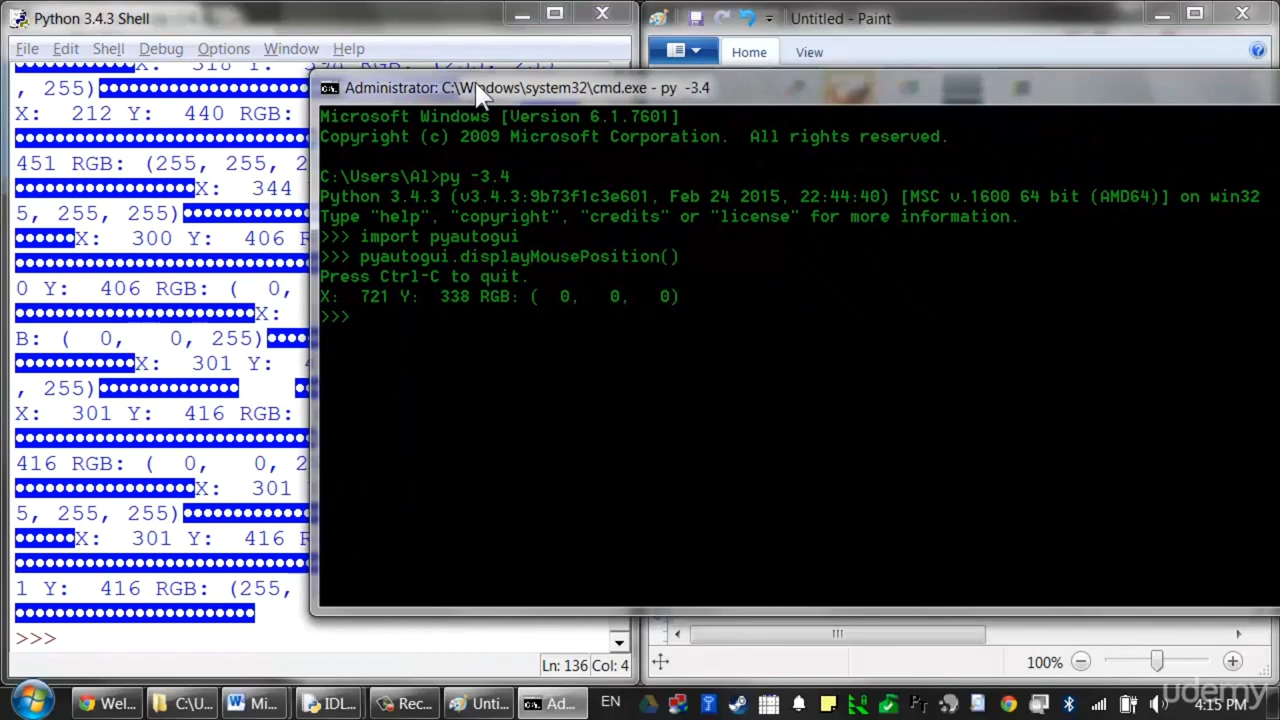 Python 3.4.3 Shell
File Edit Shell Debug Options Window Help
, 255)
X: 212 Y: 440 RGB:
451 RGB: (255, 255, 2
X: 344
5, 255, 255)
X: 300 Y: 406 R
0 Y: 406 RGB: ( 0,
X:
B: ( 0, 0, 255)
X: 301 Y:
, 255)
X: 301 Y: 416 RGB:
416 RGB: ( 0, 0, 2
X: 301
5, 255, 255)
X: 301 Y: 416 R
1 Y: 416 RGB: (255,
>>>
Ln: 136 Col: 4
Untitled - Paint
Home View
Administrator: C:\Windows\system32\cmd.exe - py -3.4
Microsoft Windows [Version 6.1.7601]
Copyright (c) 2009 Microsoft Corporation. All rights reserved.
C:\Users\Al>py -3.4
Python 3.4.3 (v3.4.3:9b73f1c3e601, Feb 24 2015, 22:44:40) [MSC v.1600 64 bit (AMD64)] on win32
Type "help", "copyright", "credits" or "license" for more information.
>>> import pyautogui
>>> pyautogui.displayMousePosition()
Press Ctrl-C to quit.
X: 721 Y: 338 RGB: ( 0, 0, 0)
>>>
100%
Wel... C:\U... Mi... IDL... Rec... Unti... Ad... EN 4:15 PM
udemy